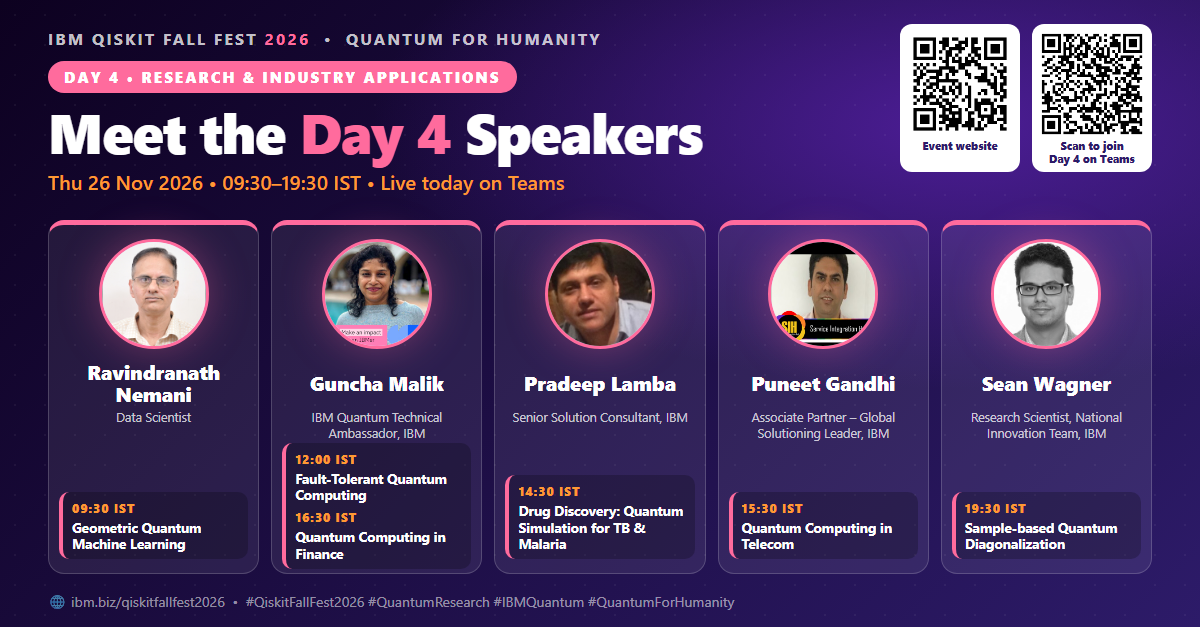 IBM QISKIT FALL FEST 2026 • QUANTUM FOR HUMANITY
DAY 4 • RESEARCH & INDUSTRY APPLICATIONS
Meet the Day 4 Speakers
Thu 26 Nov 2026 • 09:30–19:30 IST • Live today on Teams
Event website
Scan to join
Day 4 on Teams
Ravindranath
Nemani
Data Scientist
09:30 IST
Geometric Quantum
Machine Learning
Make an impact
Guncha Malik
IBM Quantum Technical
Ambassador, IBM
12:00 IST
Fault-Tolerant Quantum
Computing
16:30 IST
Quantum Computing in
Finance
Pradeep Lamba
Senior Solution Consultant, IBM
14:30 IST
Drug Discovery: Quantum
Simulation for TB &
Malaria
SIH
Service Integration
Puneet Gandhi
Associate Partner – Global
Solutioning Leader, IBM
15:30 IST
Quantum Computing in
Telecom
Sean Wagner
Research Scientist, National
Innovation Team, IBM
19:30 IST
Sample-based Quantum
Diagonalization
ibm.biz/qiskitfallfest2026 • #QiskitFallFest2026 #QuantumResearch #IBMQuantum #QuantumForHumanity